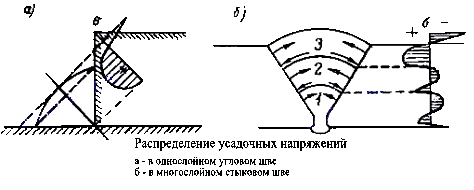 а)
б
б)
б
+ -
3
2
1
Распределение усадочных напряжений
а - в однослойном угловом шве
б - в многослойном стыковом шве